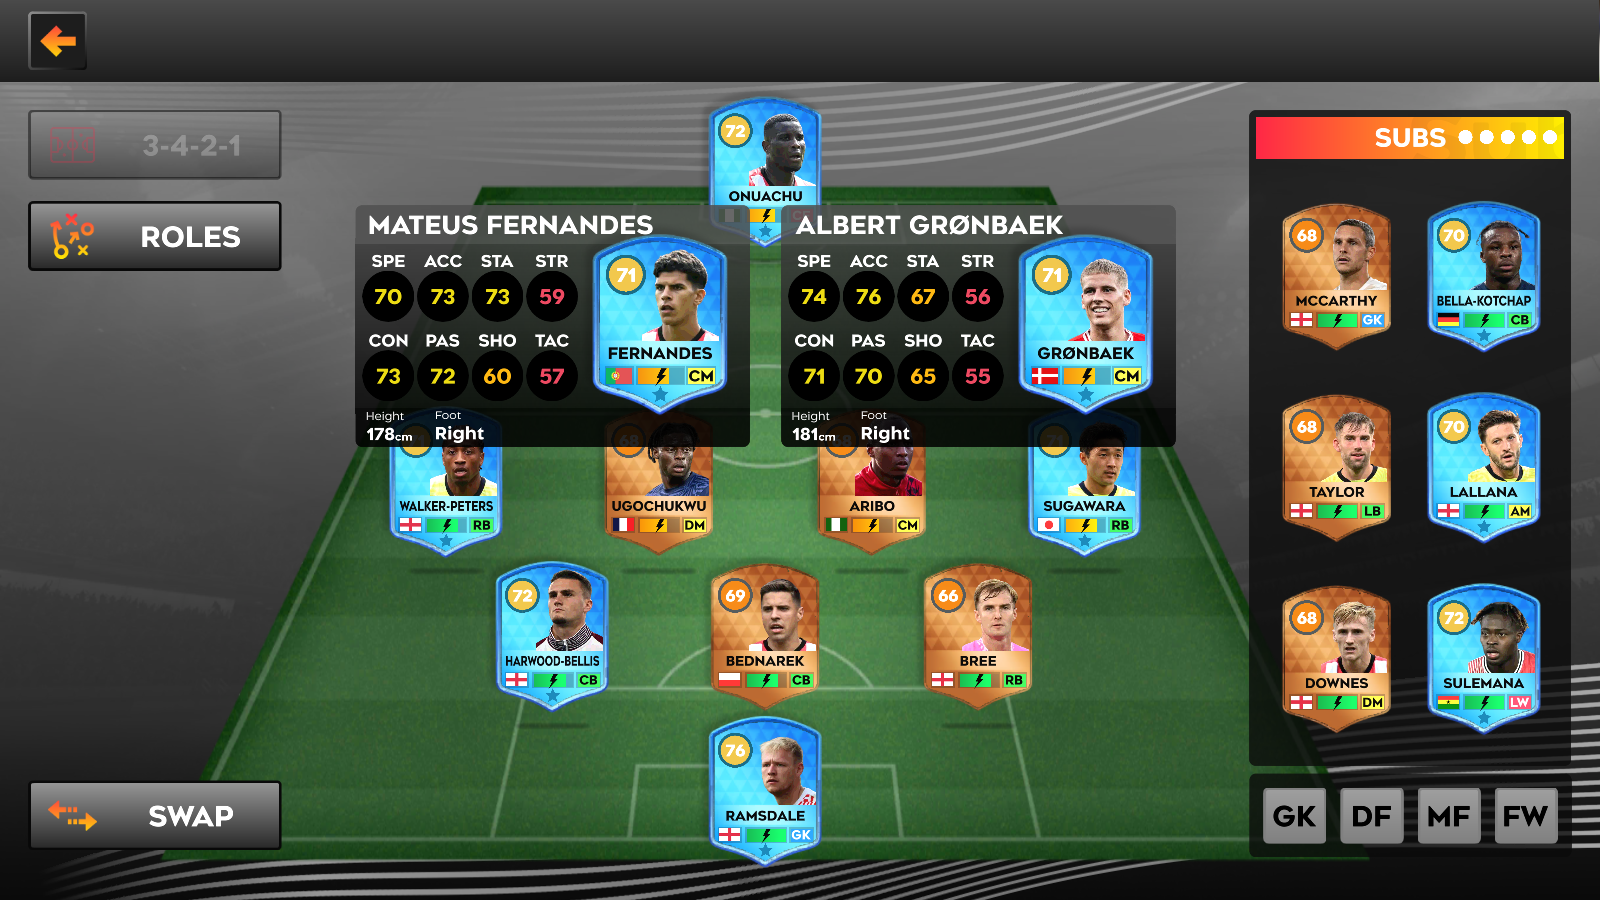 3-4-2-1
ROLES
SWAP
72
ONUACHU
MATEUS FERNANDES
SPE ACC STA STR
70 73 73 59
CON PAS SHO TAC
73 72 60 57
Height Foot
178cm Right
71
FERNANDES
CM
ALBERT GRØNBAEK
SPE ACC STA STR
74 76 67 56
CON PAS SHO TAC
71 70 65 55
Height Foot
181cm Right
71
GRØNBAEK
CM
WALKER-PETERS
RB
68
UGOCHUKWU
DM
68
ARIBO
CM
71
SUGAWARA
RB
72
HARWOOD-BELLIS
CB
69
BEDNAREK
CB
66
BREE
RB
76
RAMSDALE
GK
SUBS
68
MCCARTHY
GK
70
BELLA-KOTCHAP
CB
68
TAYLOR
LB
70
LALLANA
AM
68
DOWNES
DM
72
SULEMANA
LW
GK DF MF FW